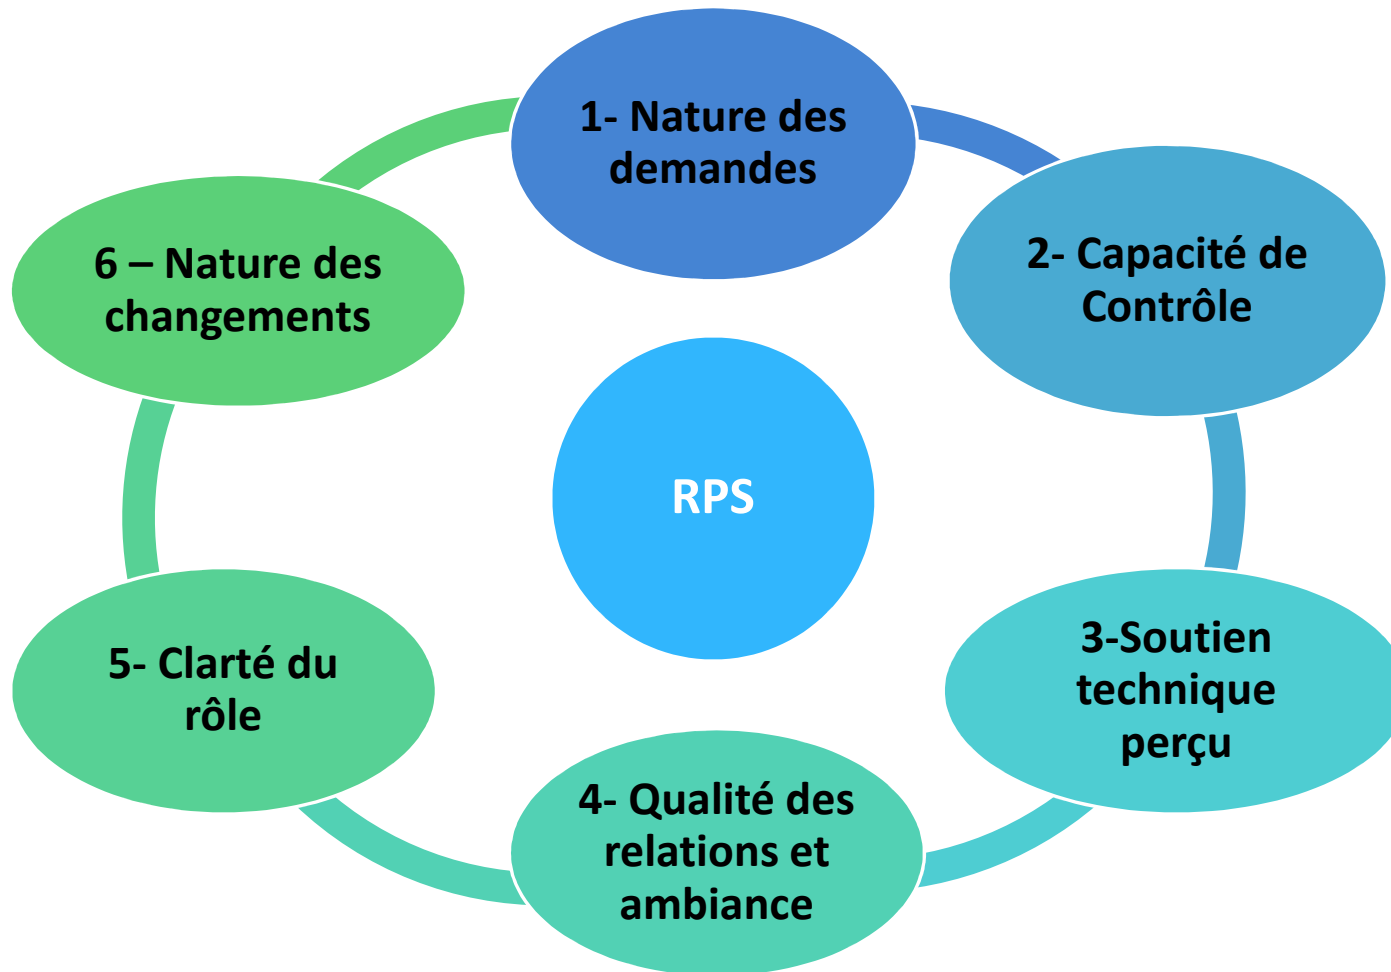 1- Nature des
demandes
2- Capacité de
Contrôle
3-Soutien
technique
perçu
4- Qualité des
relations et
ambiance
5- Clarté du
rôle
6 – Nature des
changements
RPS